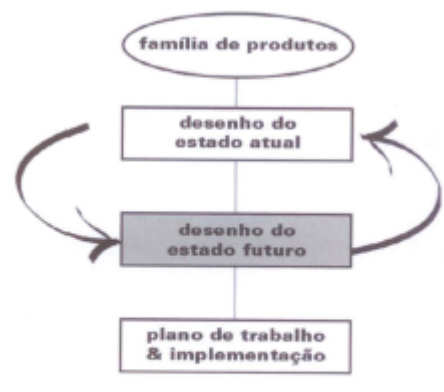 família de produtos
desenho do
estado atual
desenho do
estado futuro
plano de trabalho
& implementação